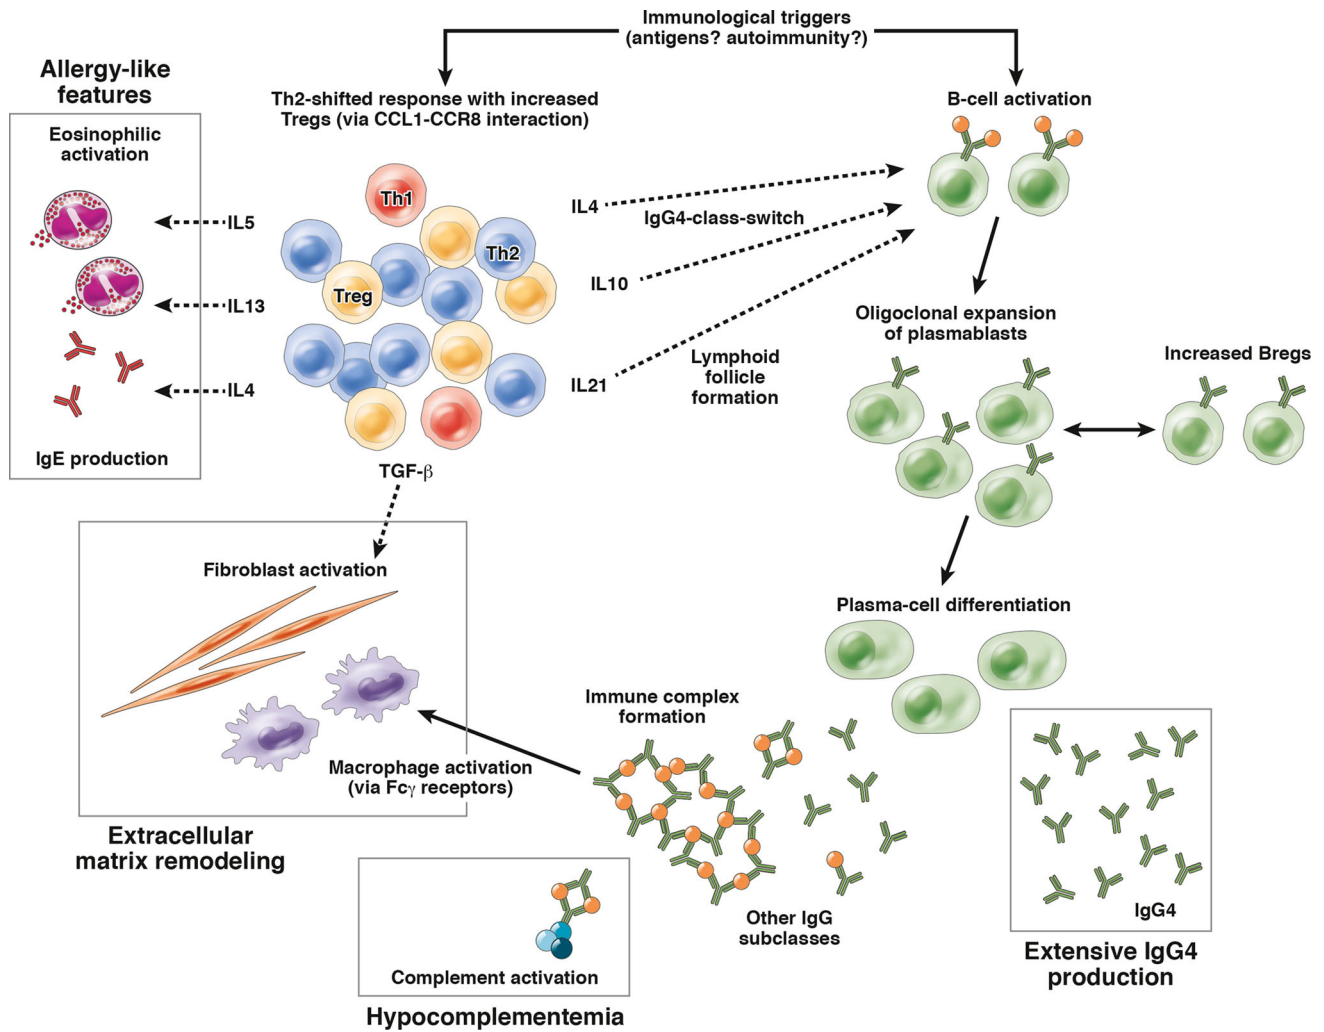 Immunological triggers
(antigens? autoimmunity?)
Allergy-like
features
Th2-shifted response with increased
Tregs (via CCL1-CCR8 interaction)
B-cell activation
Eosinophilic
activation
Th1
IL4
IgG4-class-switch
IL5
Th2
IL10
Treg
IL13
Oligoclonal expansion
of plasmablasts
Increased Bregs
Lymphoid
follicle
formation
IL21
IL4
IgE production
TGF-β
Fibroblast activation
Plasma-cell differentiation
Immune complex
formation
Macrophage activation
(via Fcγ receptors)
Extracellular
matrix remodeling
Other IgG
subclasses
IgG4
Extensive IgG4
production
Complement activation
Hypocomplementemia